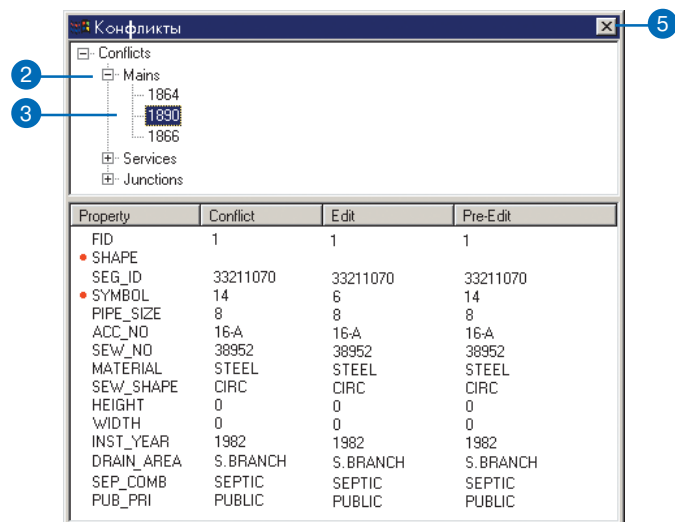 Конфликты
5
Conflicts
2 Mains
1864
3 1890
1866
Services
Junctions
Property Conflict Edit Pre-Edit
FID 1 1 1
SHAPE
SEG_ID 33211070 33211070 33211070
SYMBOL 14 6 14
PIPE_SIZE 8 8 8
ACC_NO 16-A 16-A 16-A
SEW_NO 38952 38952 38952
MATERIAL STEEL STEEL STEEL
SEW_SHAPE CIRC CIRC CIRC
HEIGHT 0 0 0
WIDTH 0 0 0
INST_YEAR 1982 1982 1982
DRAIN_AREA S.BRANCH S.BRANCH S.BRANCH
SEP_COMB SEPTIC SEPTIC SEPTIC
PUB_PRI PUBLIC PUBLIC PUBLIC